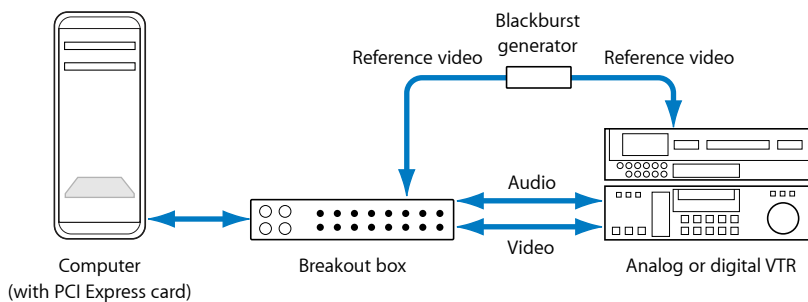 Blackburst
generator
Reference video
Reference video
Audio
Video
Computer
(with PCI Express card)
Breakout box
Analog or digital VTR